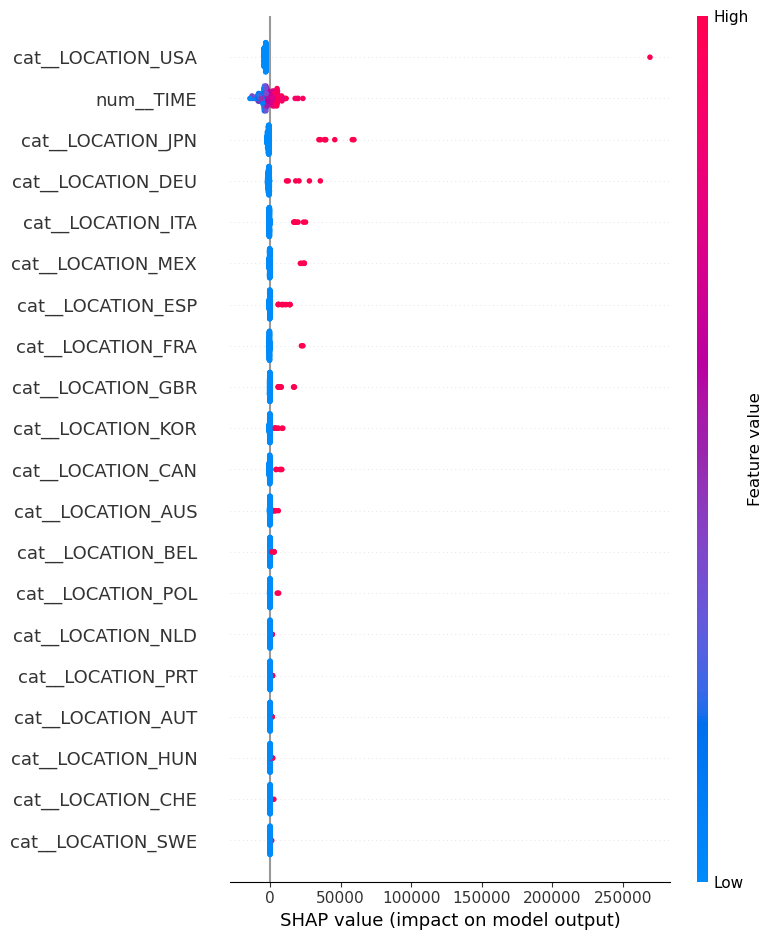 High
cat__LOCATION_USA
num__TIME
cat__LOCATION_JPN
cat__LOCATION_DEU
cat__LOCATION_ITA
cat__LOCATION_MEX
cat__LOCATION_ESP
cat__LOCATION_FRA
cat__LOCATION_GBR
cat__LOCATION_KOR
cat__LOCATION_CAN
cat__LOCATION_AUS
cat__LOCATION_BEL
cat__LOCATION_POL
cat__LOCATION_NLD
cat__LOCATION_PRT
cat__LOCATION_AUT
cat__LOCATION_HUN
cat__LOCATION_CHE
cat__LOCATION_SWE
Feature value
Low
0 50000 100000 150000 200000 250000
SHAP value (impact on model output)